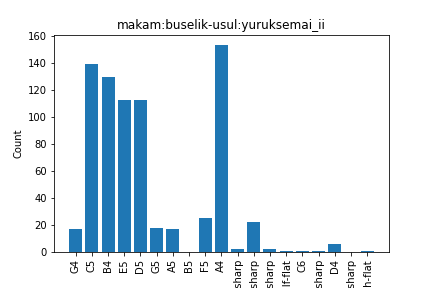 makam:buselik-usul:yuruksemai_ii
160
140
120
100
80
60
40
20
0
Count
G4
C5
B4
E5
D5
G5
A5
B5
F5
A4
sharp
sharp
sharp
lf-flat
C6
sharp
D4
sharp
h-flat